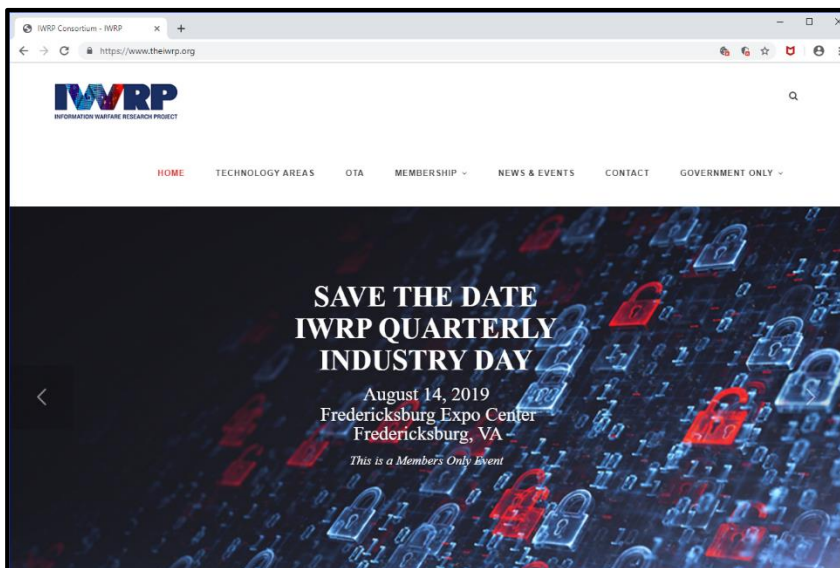 IWRP Consortium - IWRP
https://www.theiwrp.org
IWRP
INFORMATION WARFARE RESEARCH PROJECT
HOME TECHNOLOGY AREAS OTA MEMBERSHIP NEWS & EVENTS CONTACT GOVERNMENT ONLY
SAVE THE DATE
IWRP QUARTERLY
INDUSTRY DAY
August 14, 2019
Fredericksburg Expo Center
Fredericksburg, VA
This is a Members Only Event